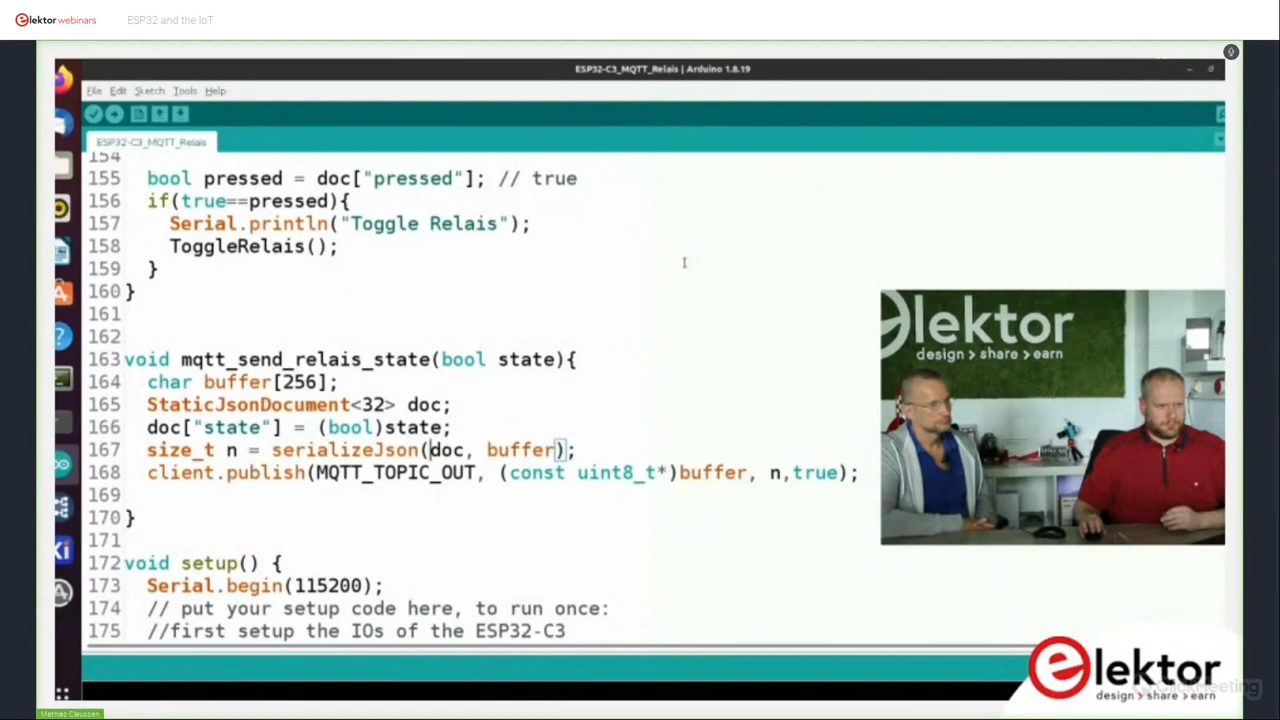 elektor webinars
ESP32 and the IoT
ESP32-C3_MQTT_Relais | Arduino 1.8.19
File Edit Sketch Tools Help
ESP32-C3_MQTT_Relais
154
155 bool pressed = doc["pressed"]; // true
156 if(true==pressed){
157 Serial.println("Toggle Relais");
158 ToggleRelais();
159 }
160 }
161
162
163 void mqtt_send_relais_state(bool state){
164 char buffer[256];
165 StaticJsonDocument<32> doc;
166 doc["state"] = (bool)state;
167 size_t n = serializeJson(doc, buffer);
168 client.publish(MQTT_TOPIC_OUT, (const uint8_t*)buffer, n,true);
169
170 }
171
172 void setup() {
173 Serial.begin(115200);
174 // put your setup code here, to run once:
175 //first setup the IOs of the ESP32-C3
elektor
design > share > earn
elektor
design > share > earn
ClickMeeting
Mathias Claussen